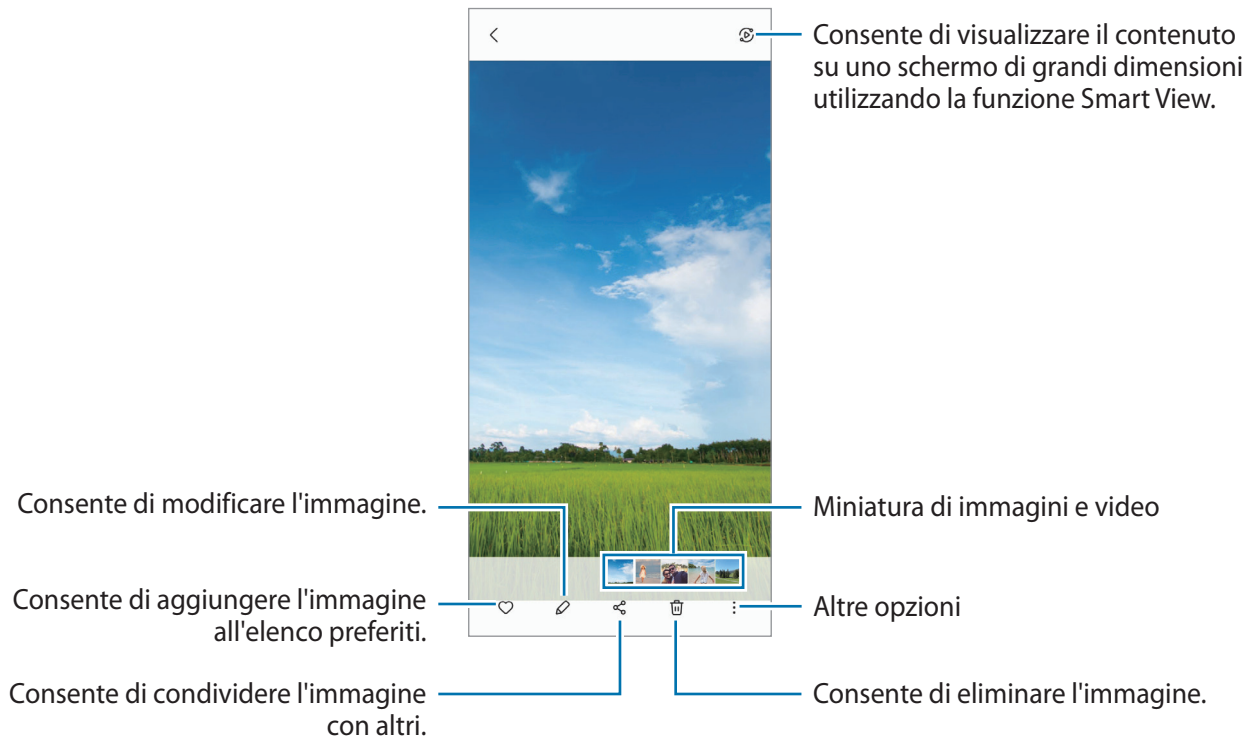 Consente di visualizzare il contenuto
su uno schermo di grandi dimensioni
utilizzando la funzione Smart View.
Consente di modificare l'immagine.
Miniatura di immagini e video
Consente di aggiungere l'immagine
all'elenco preferiti.
Altre opzioni
Consente di condividere l'immagine
con altri.
Consente di eliminare l'immagine.